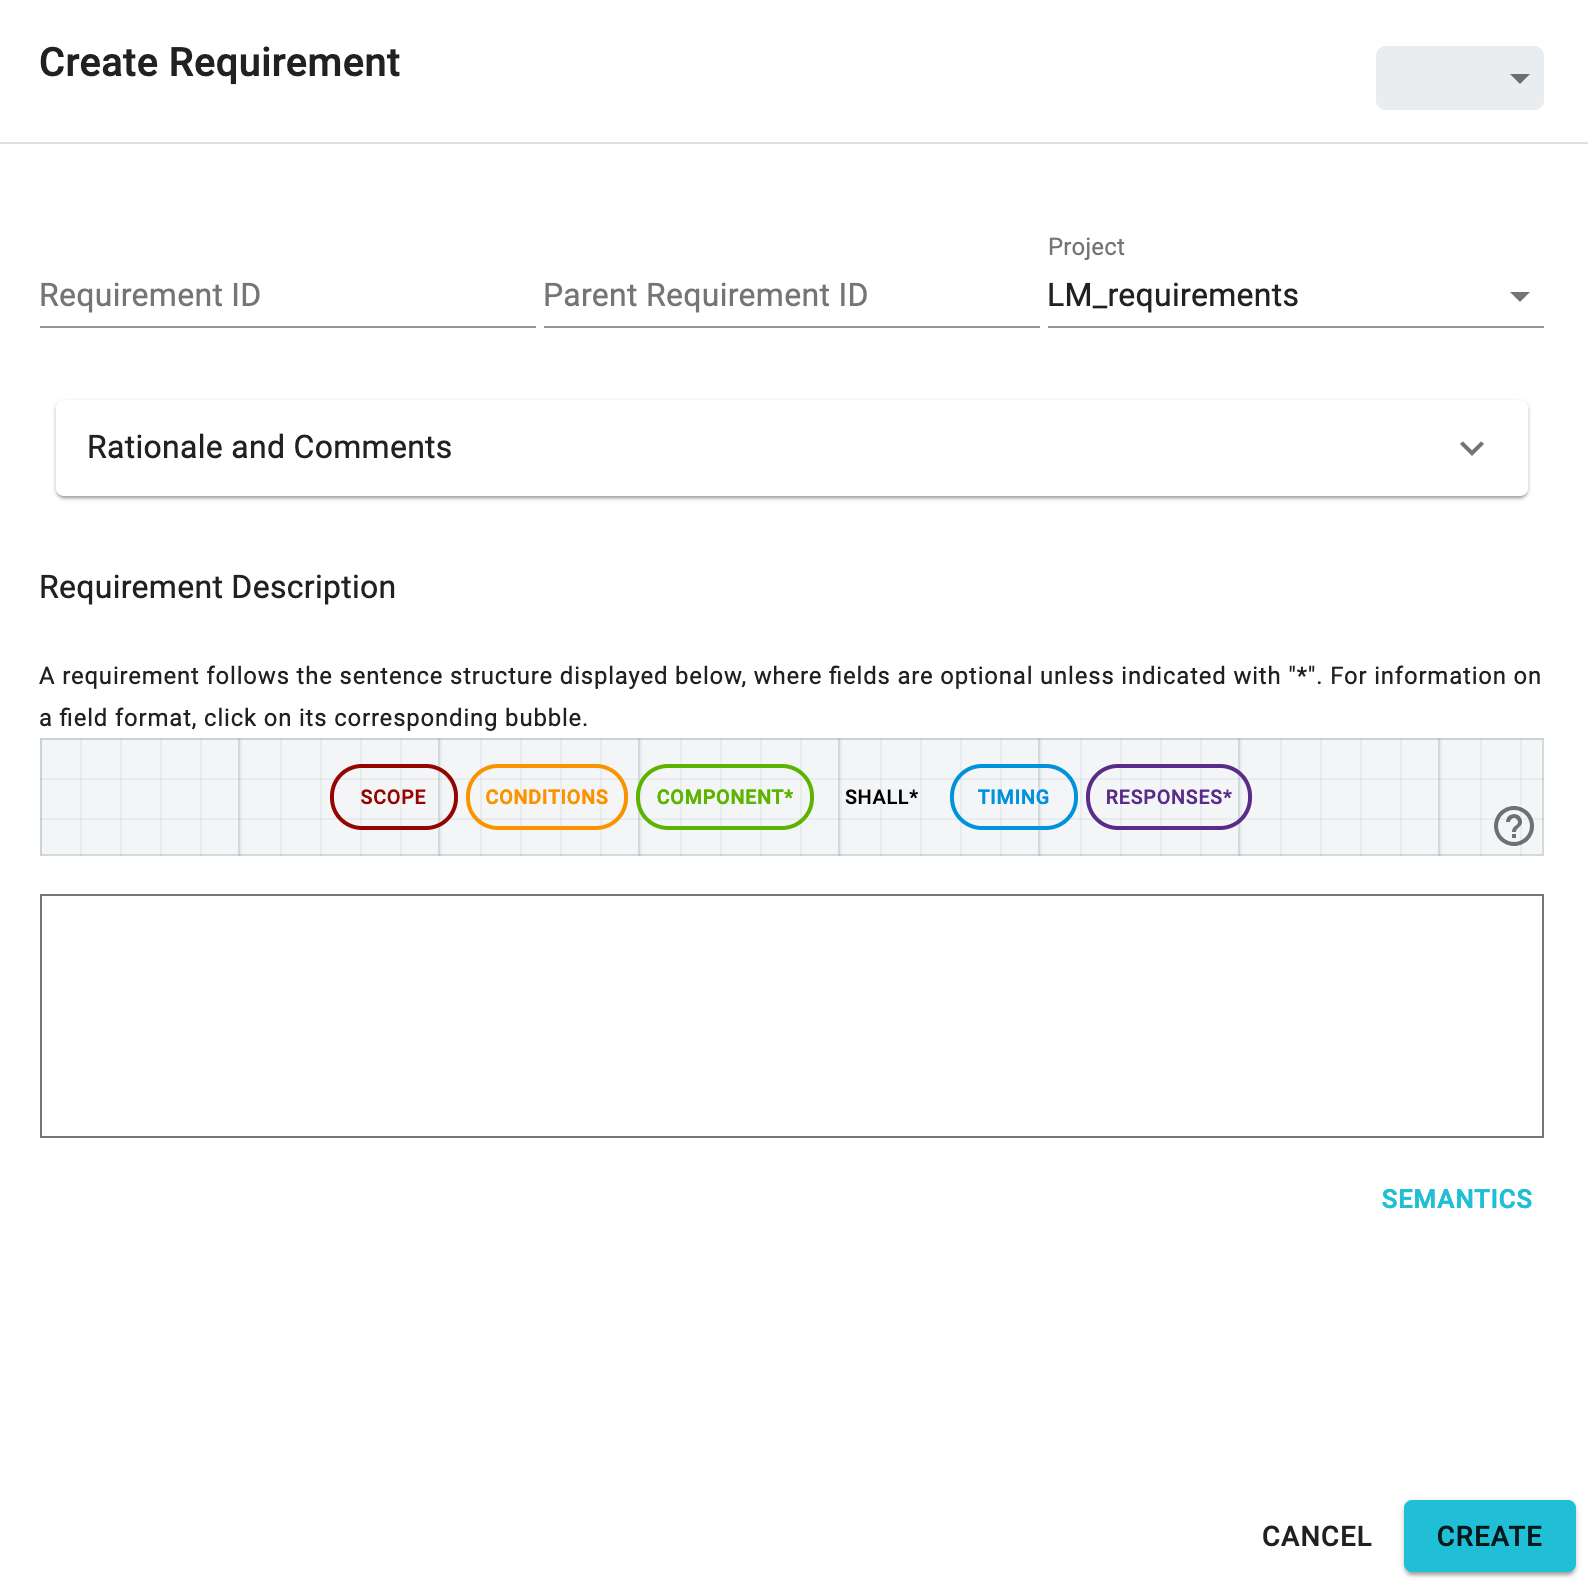 Create Requirement
Project
Requirement ID Parent Requirement ID LM_requirements
Rationale and Comments
Requirement Description
A requirement follows the sentence structure displayed below, where fields are optional unless indicated with "*". For information on
a field format, click on its corresponding bubble.
SCOPE CONDITIONS COMPONENT* SHALL* TIMING RESPONSES*
?
SEMANTICS
CANCEL CREATE